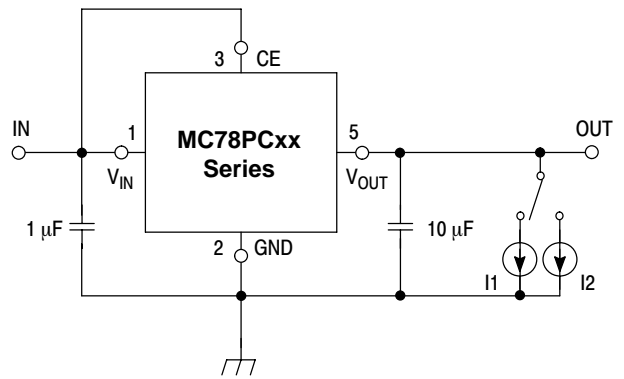 3 CE
IN
1
MC78PCxx
Series
5
OUT
VIN
VOUT
1 μF
2 GND
10 μF
I1
I2